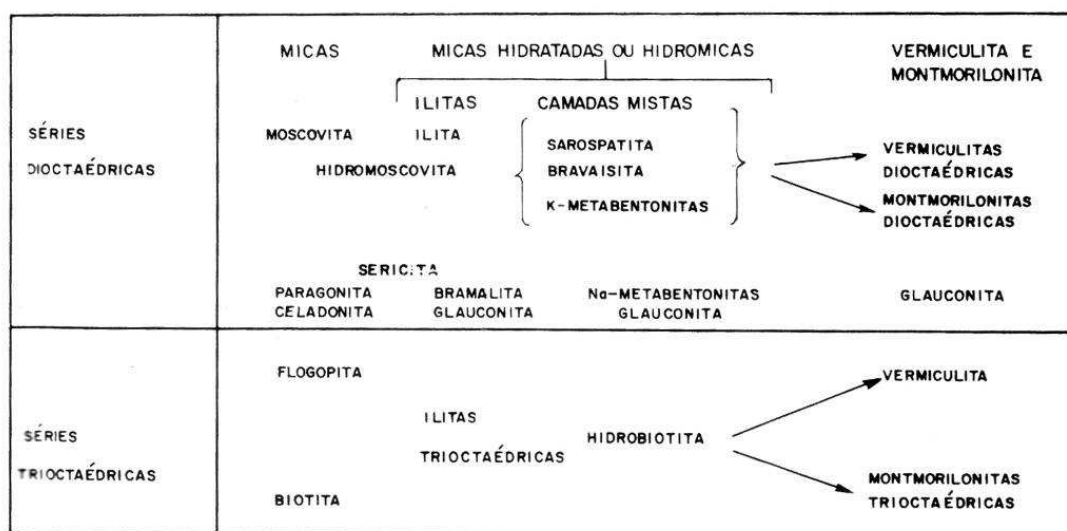 MICAS MICAS HIDRATADAS OU HIDROMICAS VERMICULITA E
MONTMORILONITA
ILITAS CAMADAS MISTAS
SÉRIES
DIOCTAÉDRICAS
MOSCOVITA ILITA
HIDROMOSCOVITA
SAROSPATITA
BRAVAISITA
K-METABENTONITAS
VERMICULITAS
DIOCTAÉDRICAS
MONTMORILONITAS
DIOCTAÉDRICAS
SERICITA
PARAGONITA BRAMALITA Na-METABENTONITAS GLAUCONITA
CELADONITA GLAUCONITA GLAUCONITA
SÉRIES
TRIOCTAÉDRICAS
FLOGOPITA
BIOTITA
ILITAS
TRIOCTAÉDRICAS
HIDROBIOTITA
VERMICULITA
MONTMORILONITAS
TRIOCTAÉDRICAS